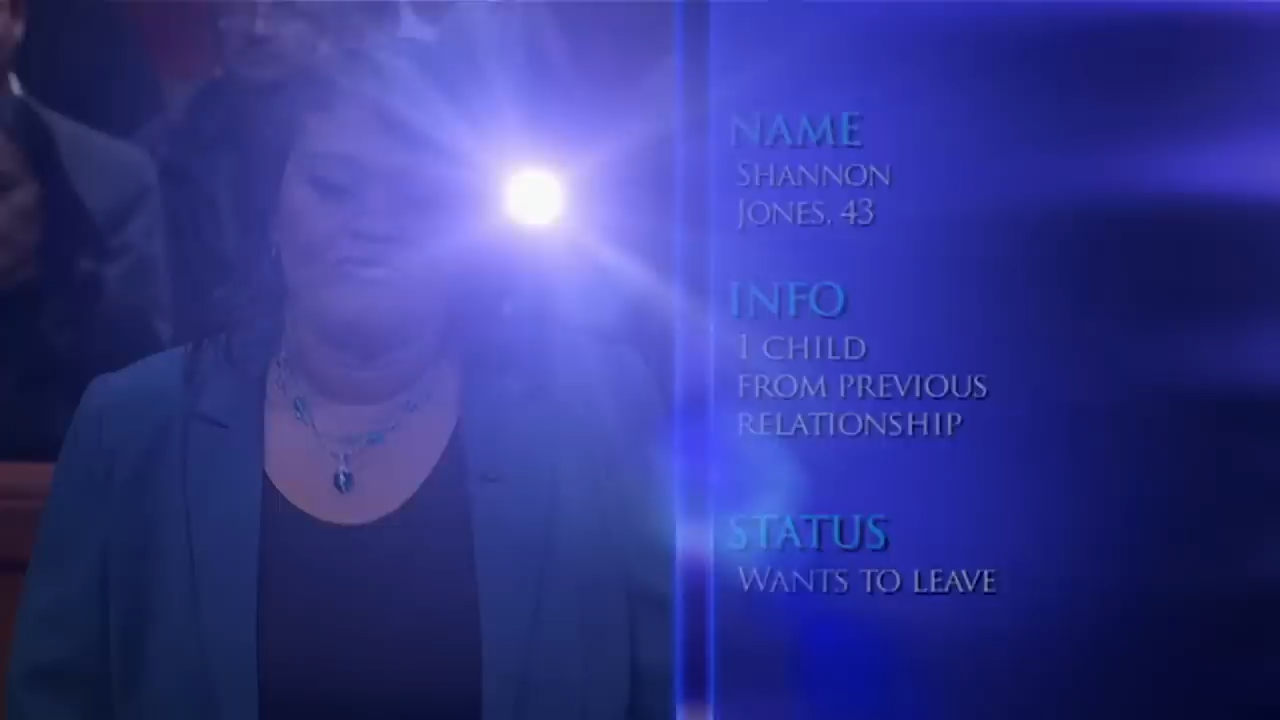 NAME
SHANNON
JONES, 43
INFO
1 CHILD
FROM PREVIOUS
RELATIONSHIP
STATUS
WANTS TO LEAVE